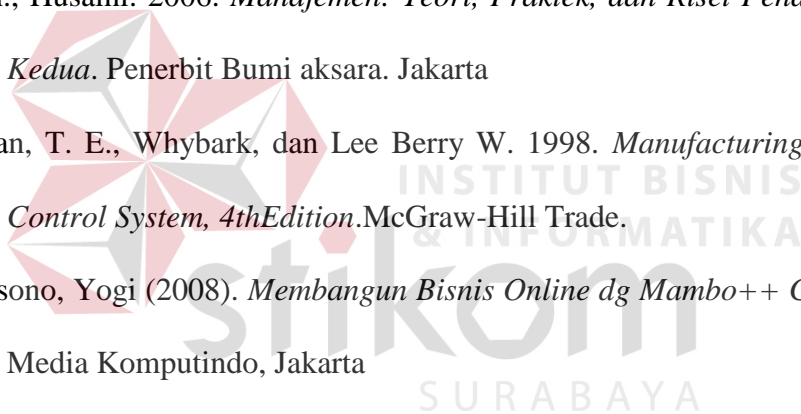 Husaini. 2006. Manajemen: Teori, Praktek, dan Riset
Kedua. Penerbit Bumi aksara. Jakarta
an, T. E., Whybark, dan Lee Berry W. 1998. Manufacturing
INSTITUT BISNIS
Control System, 4thEdition.McGraw-Hill Trade.
& INFORMATIKA
stikom
sono, Yogi (2008). Membangun Bisnis Online dg Mambo++
Media Komputindo, Jakarta
SURABAYA